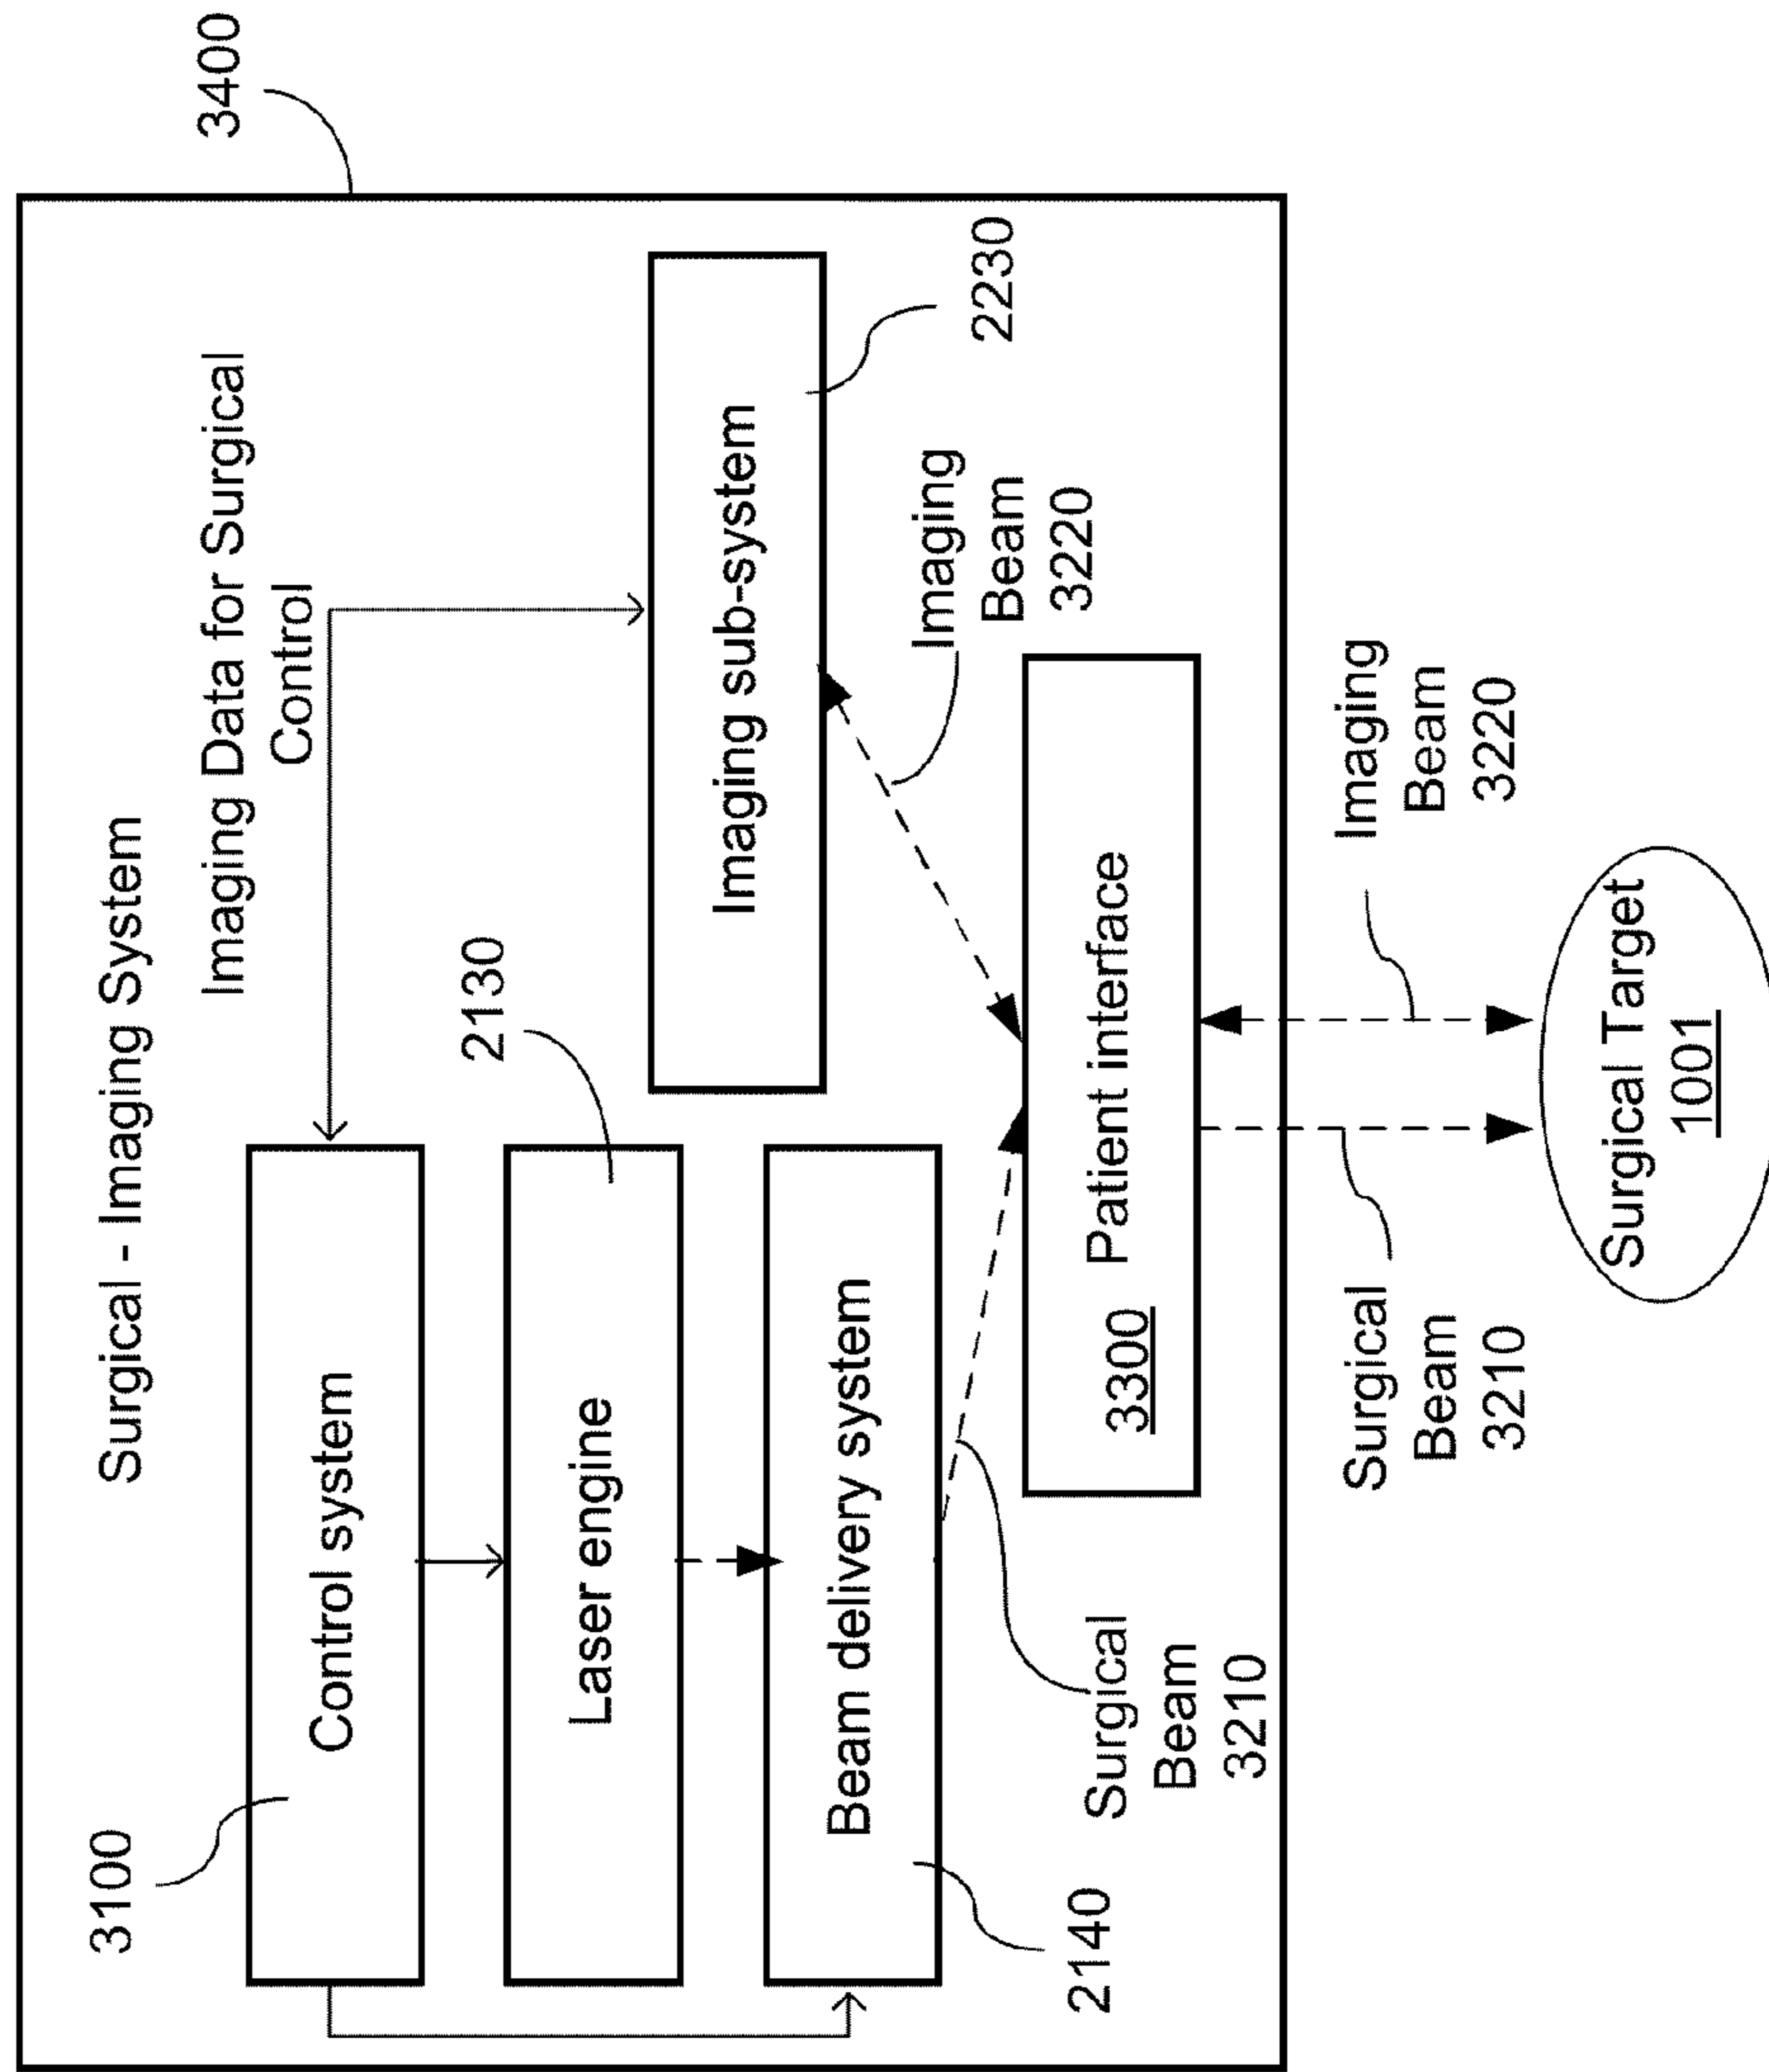 Surgical - Imaging System
3400
3100
Control system
Imaging Data for Surgical
Control
2130
Laser engine
Imaging sub-system
2230
Beam delivery system
2140
Surgical
Beam
3210
Imaging
Beam
3220
3300 Patient interface
Surgical
Beam
3210
Imaging
Beam
3220
Surgical Target
1001